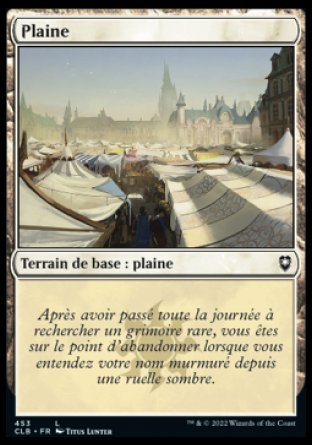 Plaine
Terrain de base : plaine
Après avoir passé toute la journée à
rechercher un grimoire rare, vous êtes
sur le point d'abandonner lorsque vous
entendez votre nom murmuré depuis
une ruelle sombre.
453 L
CLB • FR Titus Lunter
™ & © 2022 Wizards of the Coast